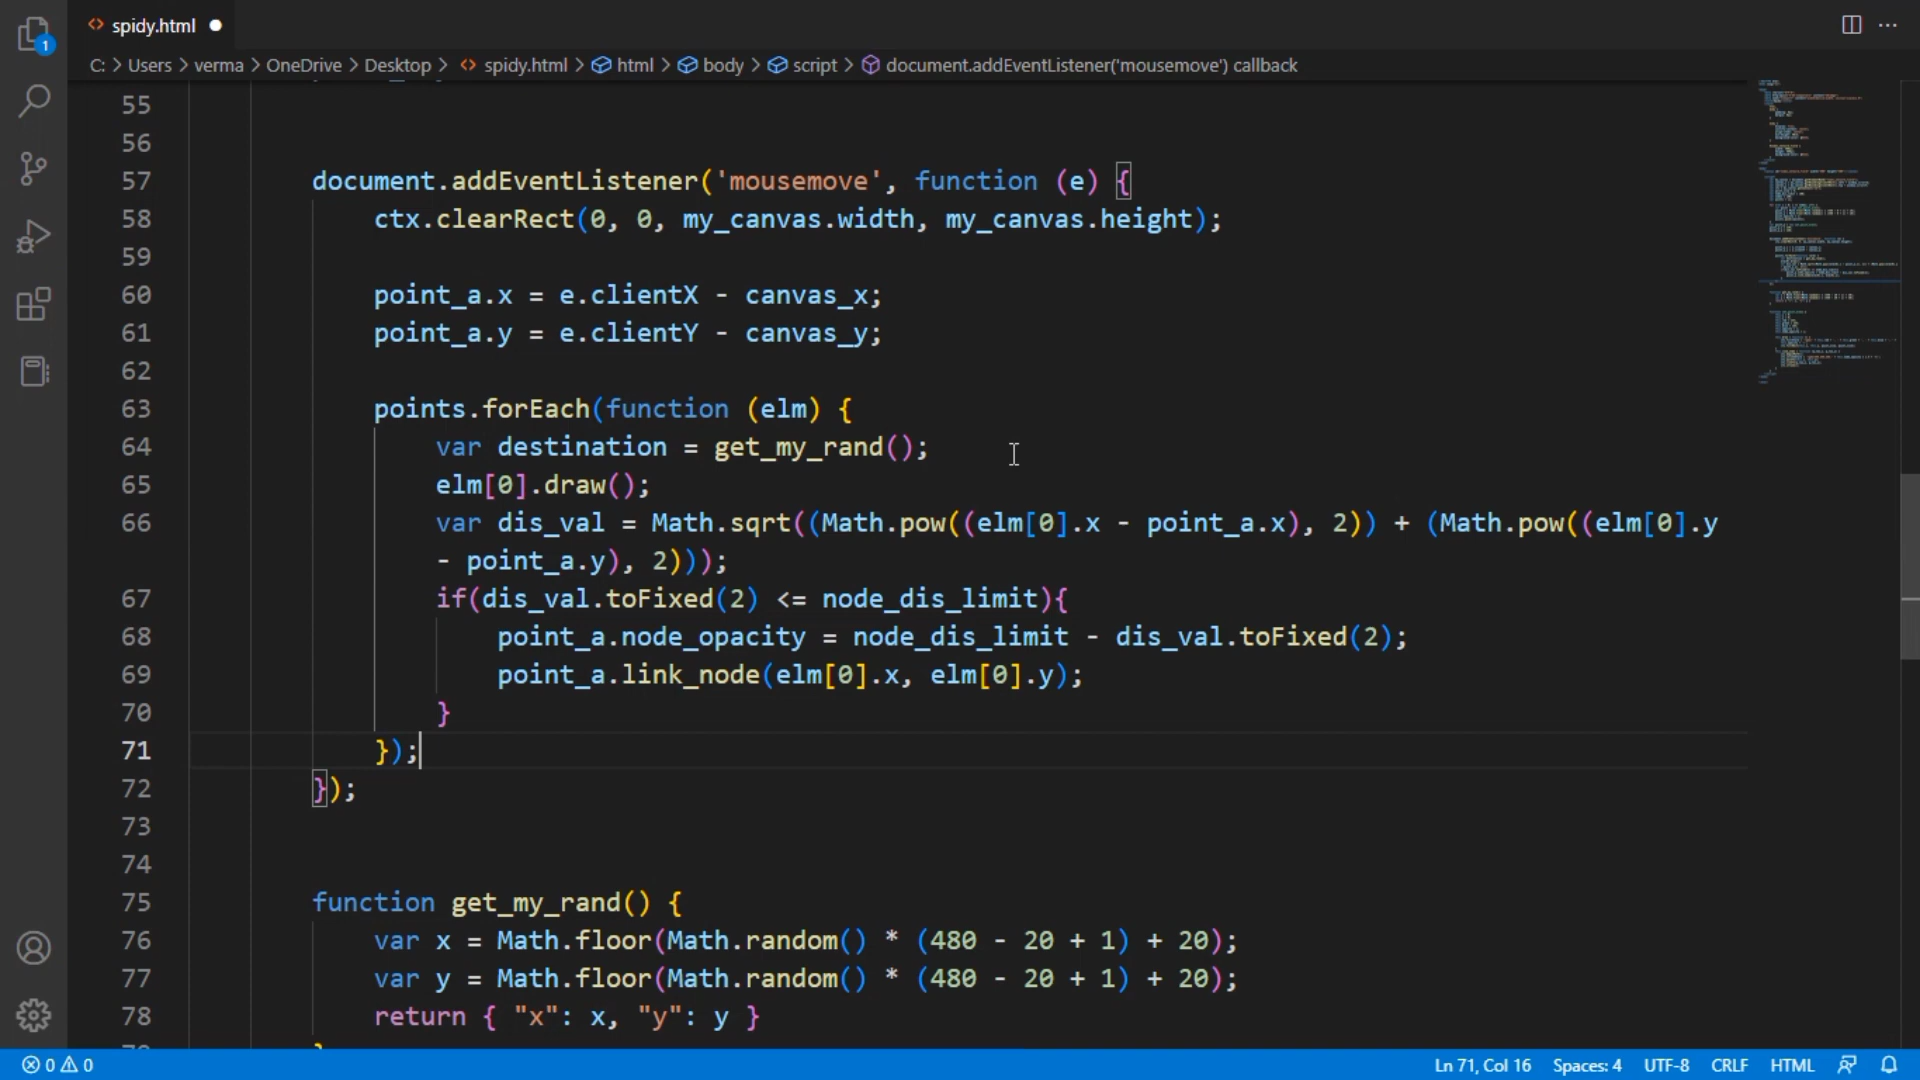 spidy.html
C: > Users > verma > OneDrive > Desktop > spidy.html > html > body > script > document.addEventListener('mousemove') callback
1
55
56
57 document.addEventListener('mousemove', function (e) {
58 ctx.clearRect(0, 0, my_canvas.width, my_canvas.height);
59
60 point_a.x = e.clientX - canvas_x;
61 point_a.y = e.clientY - canvas_y;
62
63 points.forEach(function (elm) {
64 var destination = get_my_rand();
65 elm[0].draw();
66 var dis_val = Math.sqrt((Math.pow((elm[0].x - point_a.x), 2)) + (Math.pow((elm[0].y
- point_a.y), 2)));
67 if(dis_val.toFixed(2) <= node_dis_limit){
68 point_a.node_opacity = node_dis_limit - dis_val.toFixed(2);
69 point_a.link_node(elm[0].x, elm[0].y);
70 }
71 });
72 });
73
74
75 function get_my_rand() {
76 var x = Math.floor(Math.random() * (480 - 20 + 1) + 20);
77 var y = Math.floor(Math.random() * (480 - 20 + 1) + 20);
78 return { "x": x, "y": y }
0 0 Ln 71, Col 16 Spaces: 4 UTF-8 CRLF HTML